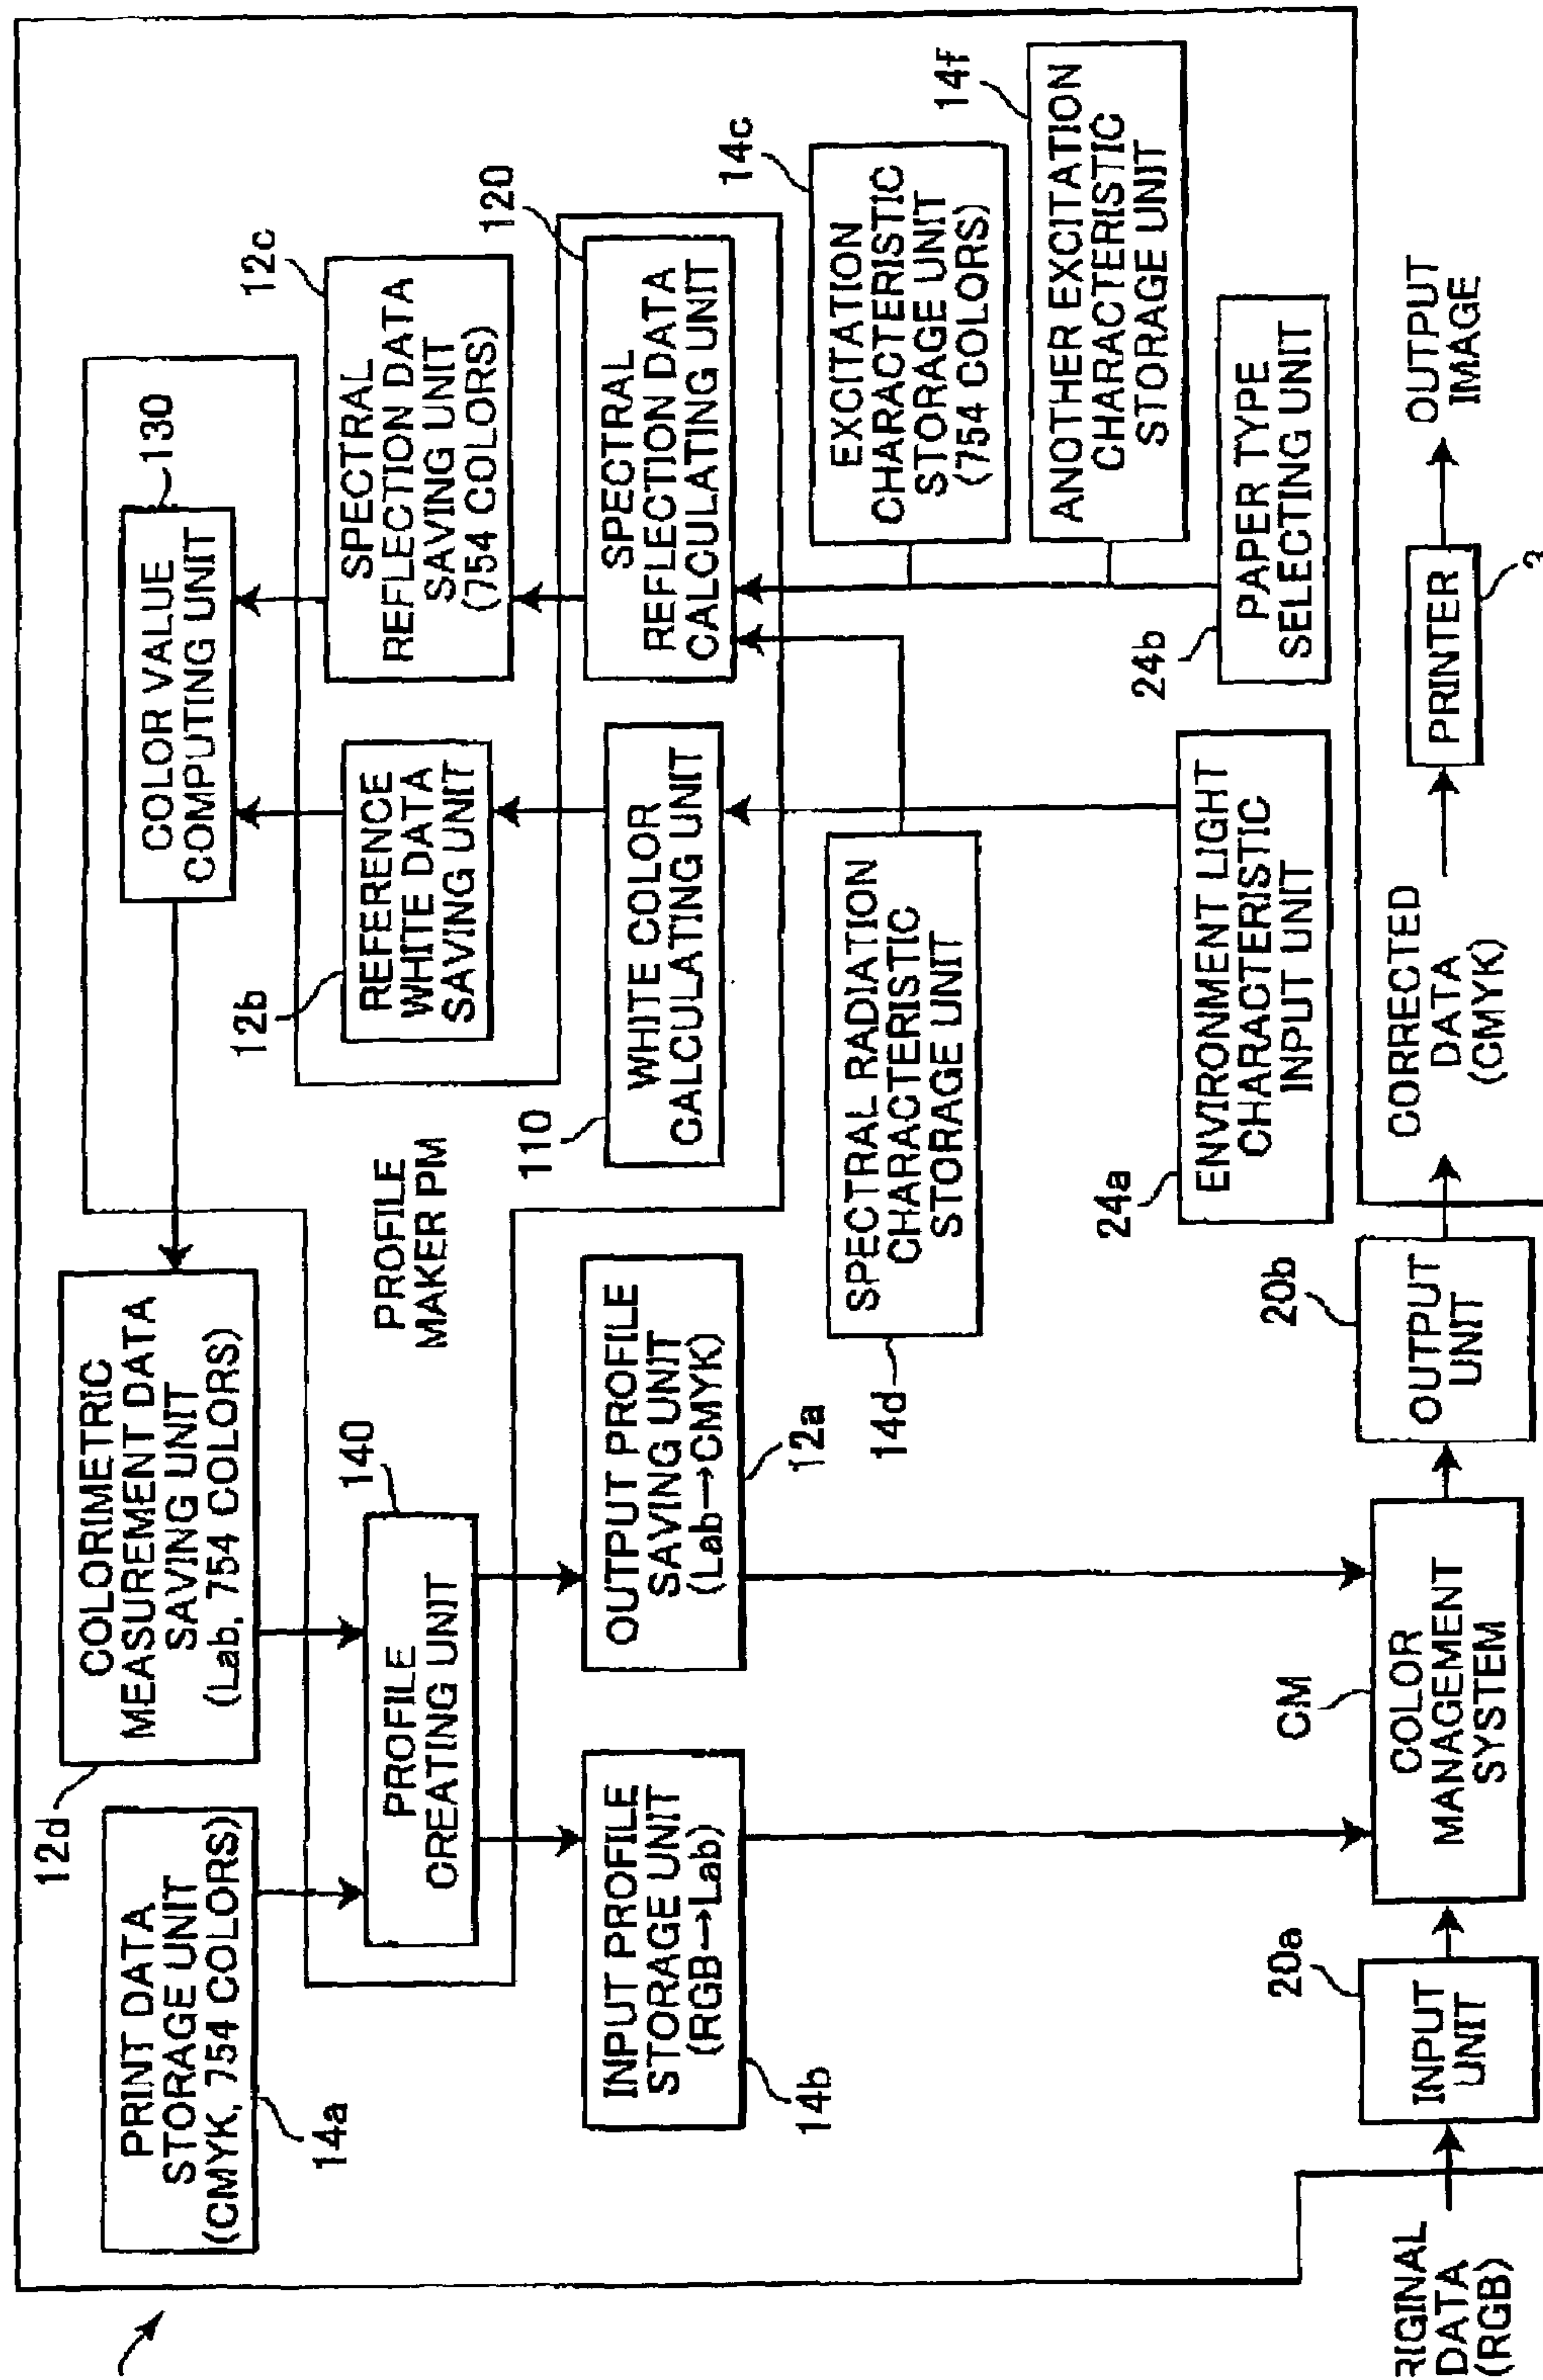 PRINT DATA
STORAGE UNIT
(CMYK, 754 COLORS)
14a
12d
COLORIMETRIC
MEASUREMENT DATA
SAVING UNIT
(Lab, 754 COLORS)
COLOR VALUE
COMPUTING UNIT
130
PROFILE
CREATING UNIT
140
PROFILE
MAKER PM
12b
REFERENCE
WHITE DATA
SAVING UNIT
SPECTRAL
REFLECTION DATA
SAVING UNIT
(754 COLORS)
12c
INPUT PROFILE
STORAGE UNIT
(RGB→Lab)
14b
OUTPUT PROFILE
SAVING UNIT
(Lab→CMYK)
12a
110
WHITE COLOR
CALCULATING UNIT
SPECTRAL
REFLECTION DATA
CALCULATING UNIT
120
14d
SPECTRAL RADIATION
CHARACTERISTIC
STORAGE UNIT
EXCITATION
CHARACTERISTIC
STORAGE UNIT
(754 COLORS)
14c
ANOTHER EXCITATION
CHARACTERISTIC
STORAGE UNIT
14f
24a
ENVIRONMENT LIGHT
CHARACTERISTIC
INPUT UNIT
24b
PAPER TYPE
SELECTING UNIT
RIGINAL
DATA
(RGB)
20a
INPUT
UNIT
CM
COLOR
MANAGEMENT
SYSTEM
20b
OUTPUT
UNIT
CORRECTED
DATA
(CMYK)
PRINTER
3
OUTPUT
IMAGE